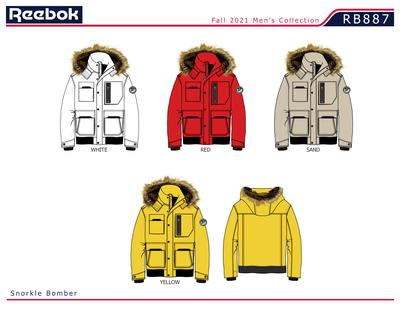 Reebok
Fall 2021 Men's Collection
RB887
WHITE
RED
SAND
YELLOW
Snorkle Bomber